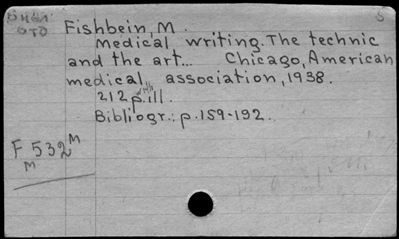 Fishbein, M.
Medical writing. The technic
and the art... Chicago, American
medical association, 1938.
212 p. ill.
Bibliogr.: p. 159-192.
F 532 M
M